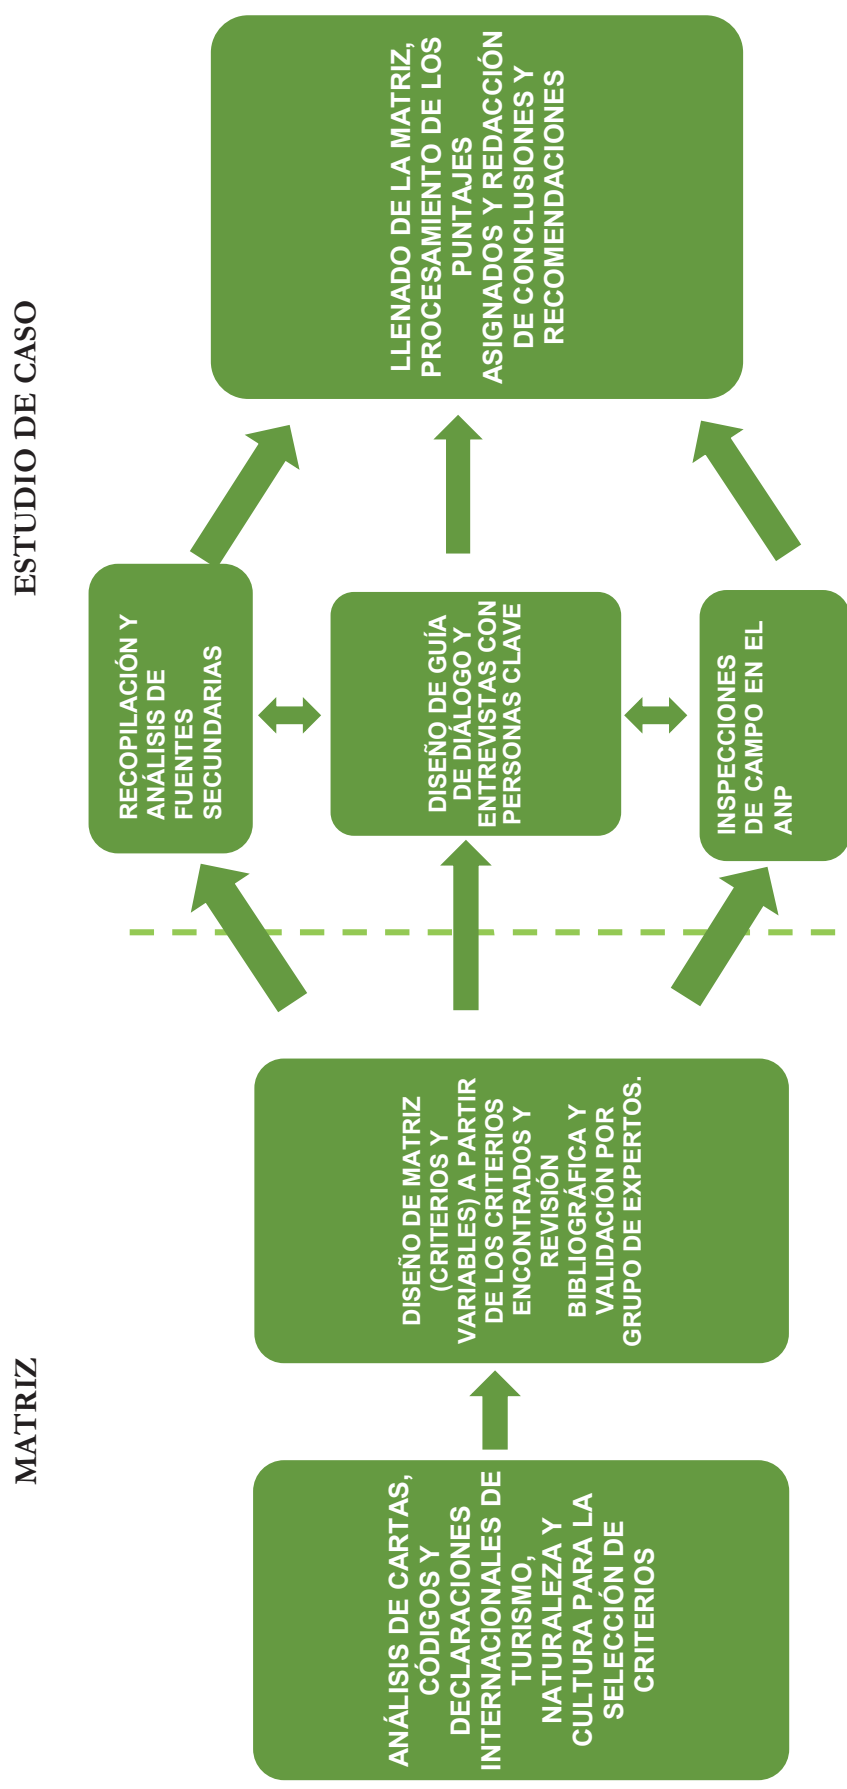 MATRIZ
ESTUDIO DE CASO
ANÁLISIS DE CARTAS,
CÓDIGOS Y
DECLARACIONES
INTERNACIONALES DE
TURISMO,
NATURALEZA Y
CULTURA PARA LA
SELECCIÓN DE
CRITERIOS
DISEÑO DE MATRIZ
(CRITERIOS Y
VARIABLES) A PARTIR
DE LOS CRITERIOS
ENCONTRADOS Y
REVISIÓN
BIBLIOGRÁFICA Y
VALIDACIÓN POR
GRUPO DE EXPERTOS.
RECOPILACIÓN Y
ANÁLISIS DE
FUENTES
SECUNDARIAS
DISEÑO DE GUÍA
DE DIÁLOGO Y
ENTREVISTAS CON
PERSONAS CLAVE
INSPECCIONES
DE CAMPO EN EL
ANP
LLENADO DE LA MATRIZ,
PROCESAMIENTO DE LOS
PUNTAJES
ASIGNADOS Y REDACCIÓN
DE CONCLUSIONES Y
RECOMENDACIONES